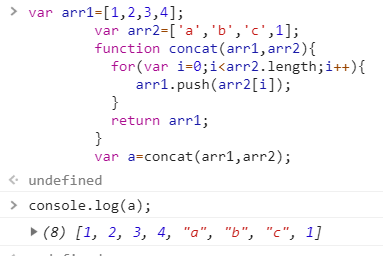 > var arr1=[1,2,3,4];
var arr2=['a','b','c',1];
function concat(arr1,arr2){
for(var i=0;i<arr2.length;i++){
arr1.push(arr2[i]);
}
return arr1;
}
var a=concat(arr1,arr2);
undefined
> console.log(a);
(8) [1, 2, 3, 4, "a", "b", "c", 1]